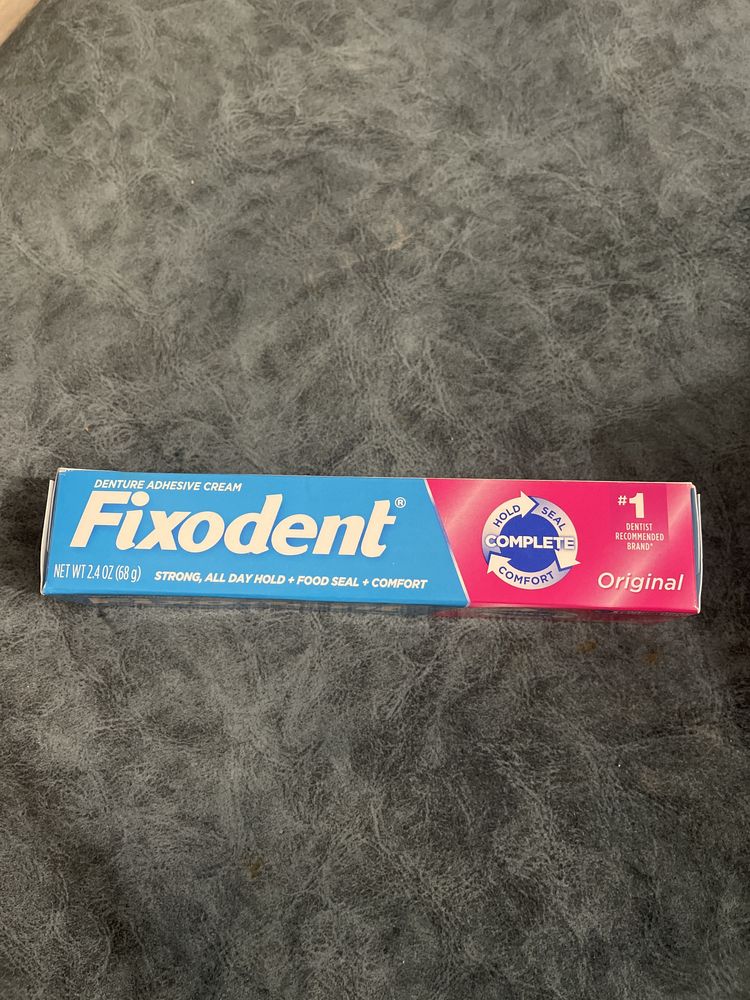 DENTURE ADHESIVE CREAM
Fixodent®
NET WT 2.4 OZ (68 g)
STRONG, ALL DAY HOLD + FOOD SEAL + COMFORT
HOLD SEAL
COMPLETE
COMFORT
#1
DENTIST
RECOMMENDED
BRAND*
Original